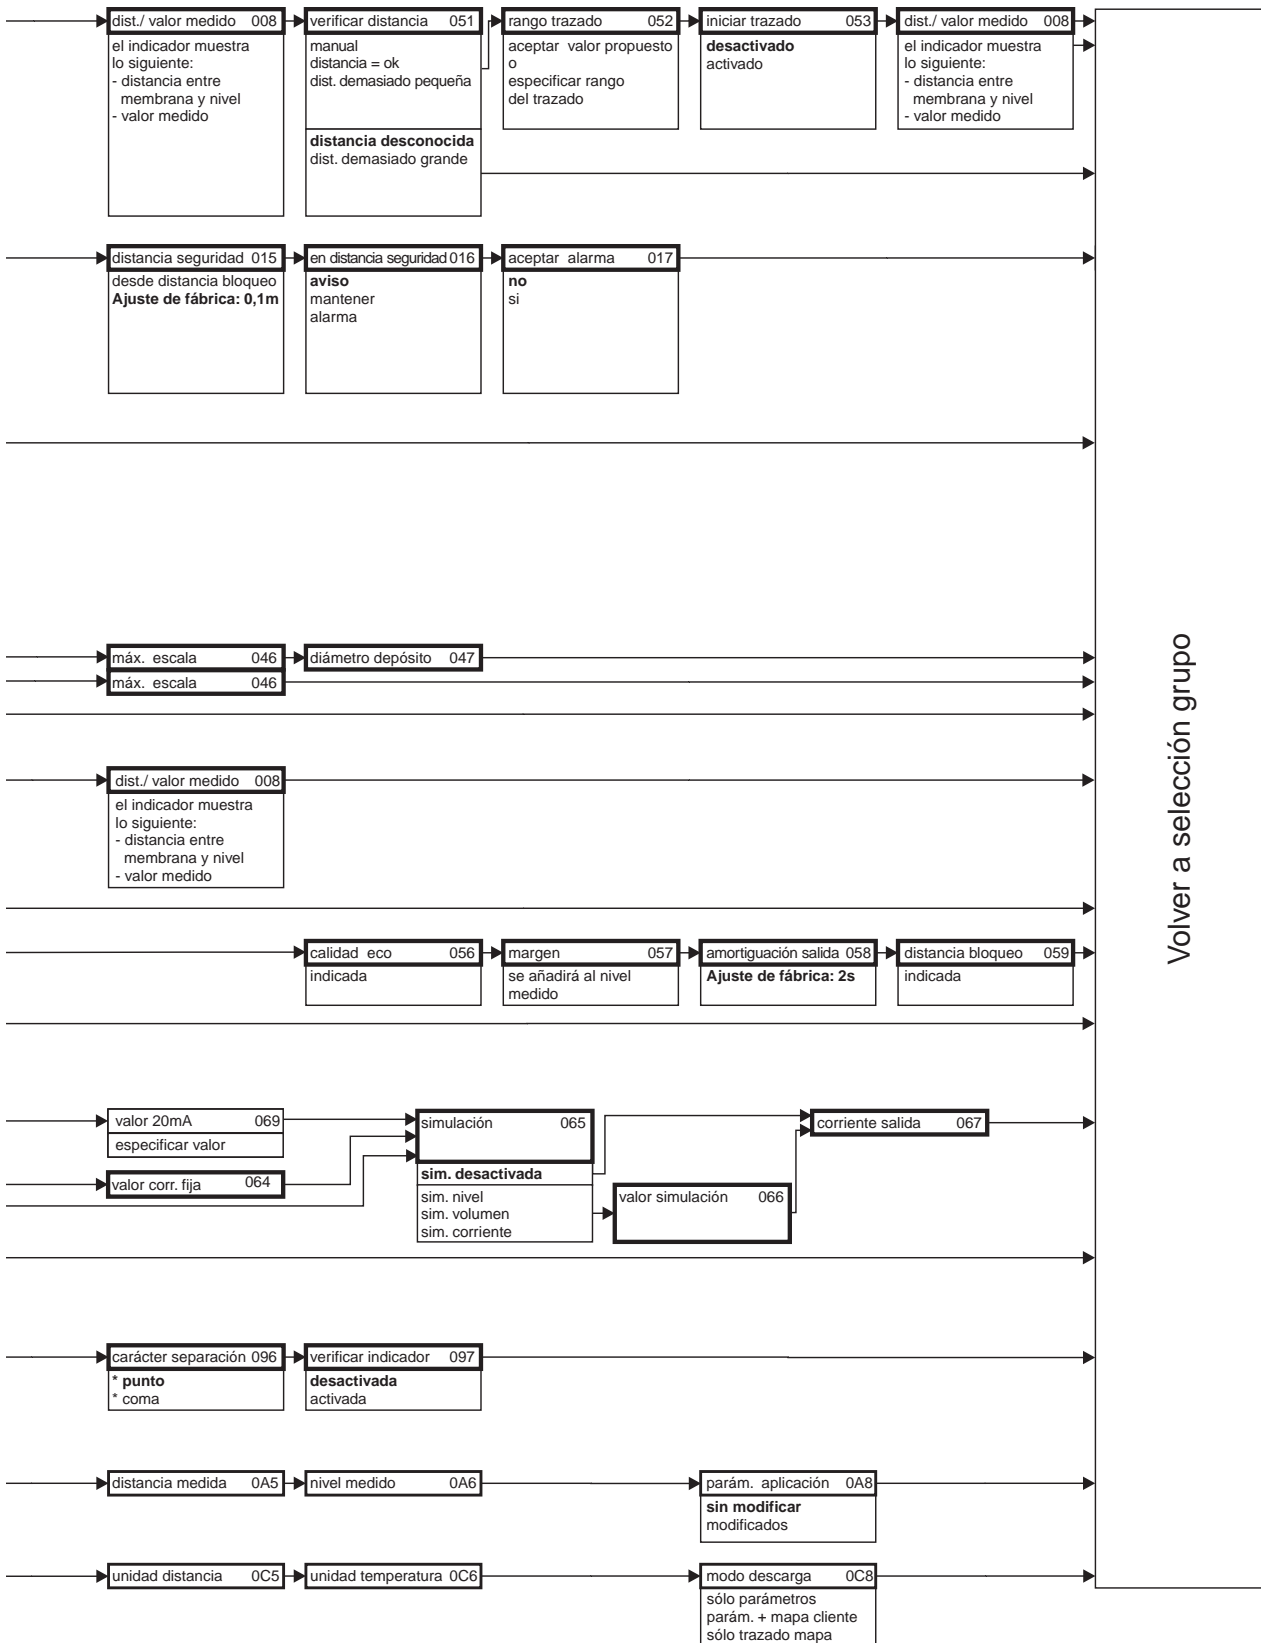 dist./ valor medido 008
el indicador muestra
lo siguiente:
- distancia entre
membrana y nivel
- valor medido
verificar distancia 051
manual
distancia = ok
dist. demasiado pequeña
distancia desconocida
dist. demasiado grande
rango trazado 052
aceptar valor propuesto
o
especificar rango
del trazado
iniciar trazado 053
desactivado
activado
dist./ valor medido 008
el indicador muestra
lo siguiente:
- distancia entre
membrana y nivel
- valor medido
distancia seguridad 015
desde distancia bloqueo
Ajuste de fábrica: 0,1m
en distancia seguridad 016
aviso
mantener
alarma
aceptar alarma 017
no
si
máx. escala 046
diámetro depósito 047
máx. escala 046
dist./ valor medido 008
el indicador muestra
lo siguiente:
- distancia entre
membrana y nivel
- valor medido
calidad eco 056
indicada
margen 057
se añadirá al nivel
medido
amortiguación salida 058
Ajuste de fábrica: 2s
distancia bloqueo 059
indicada
valor 20mA 069
especificar valor
valor corr. fija 064
simulación 065
sim. desactivada
sim. nivel
sim. volumen
sim. corriente
valor simulación 066
corriente salida 067
carácter separación 096
* punto
* coma
verificar indicador 097
desactivada
activada
distancia medida 0A5
nivel medido 0A6
parám. aplicación 0A8
sin modificar
modificados
unidad distancia 0C5
unidad temperatura 0C6
modo descarga 0C8
sólo parámetros
parám. + mapa cliente
sólo trazado mapa
Volver a selección grupo